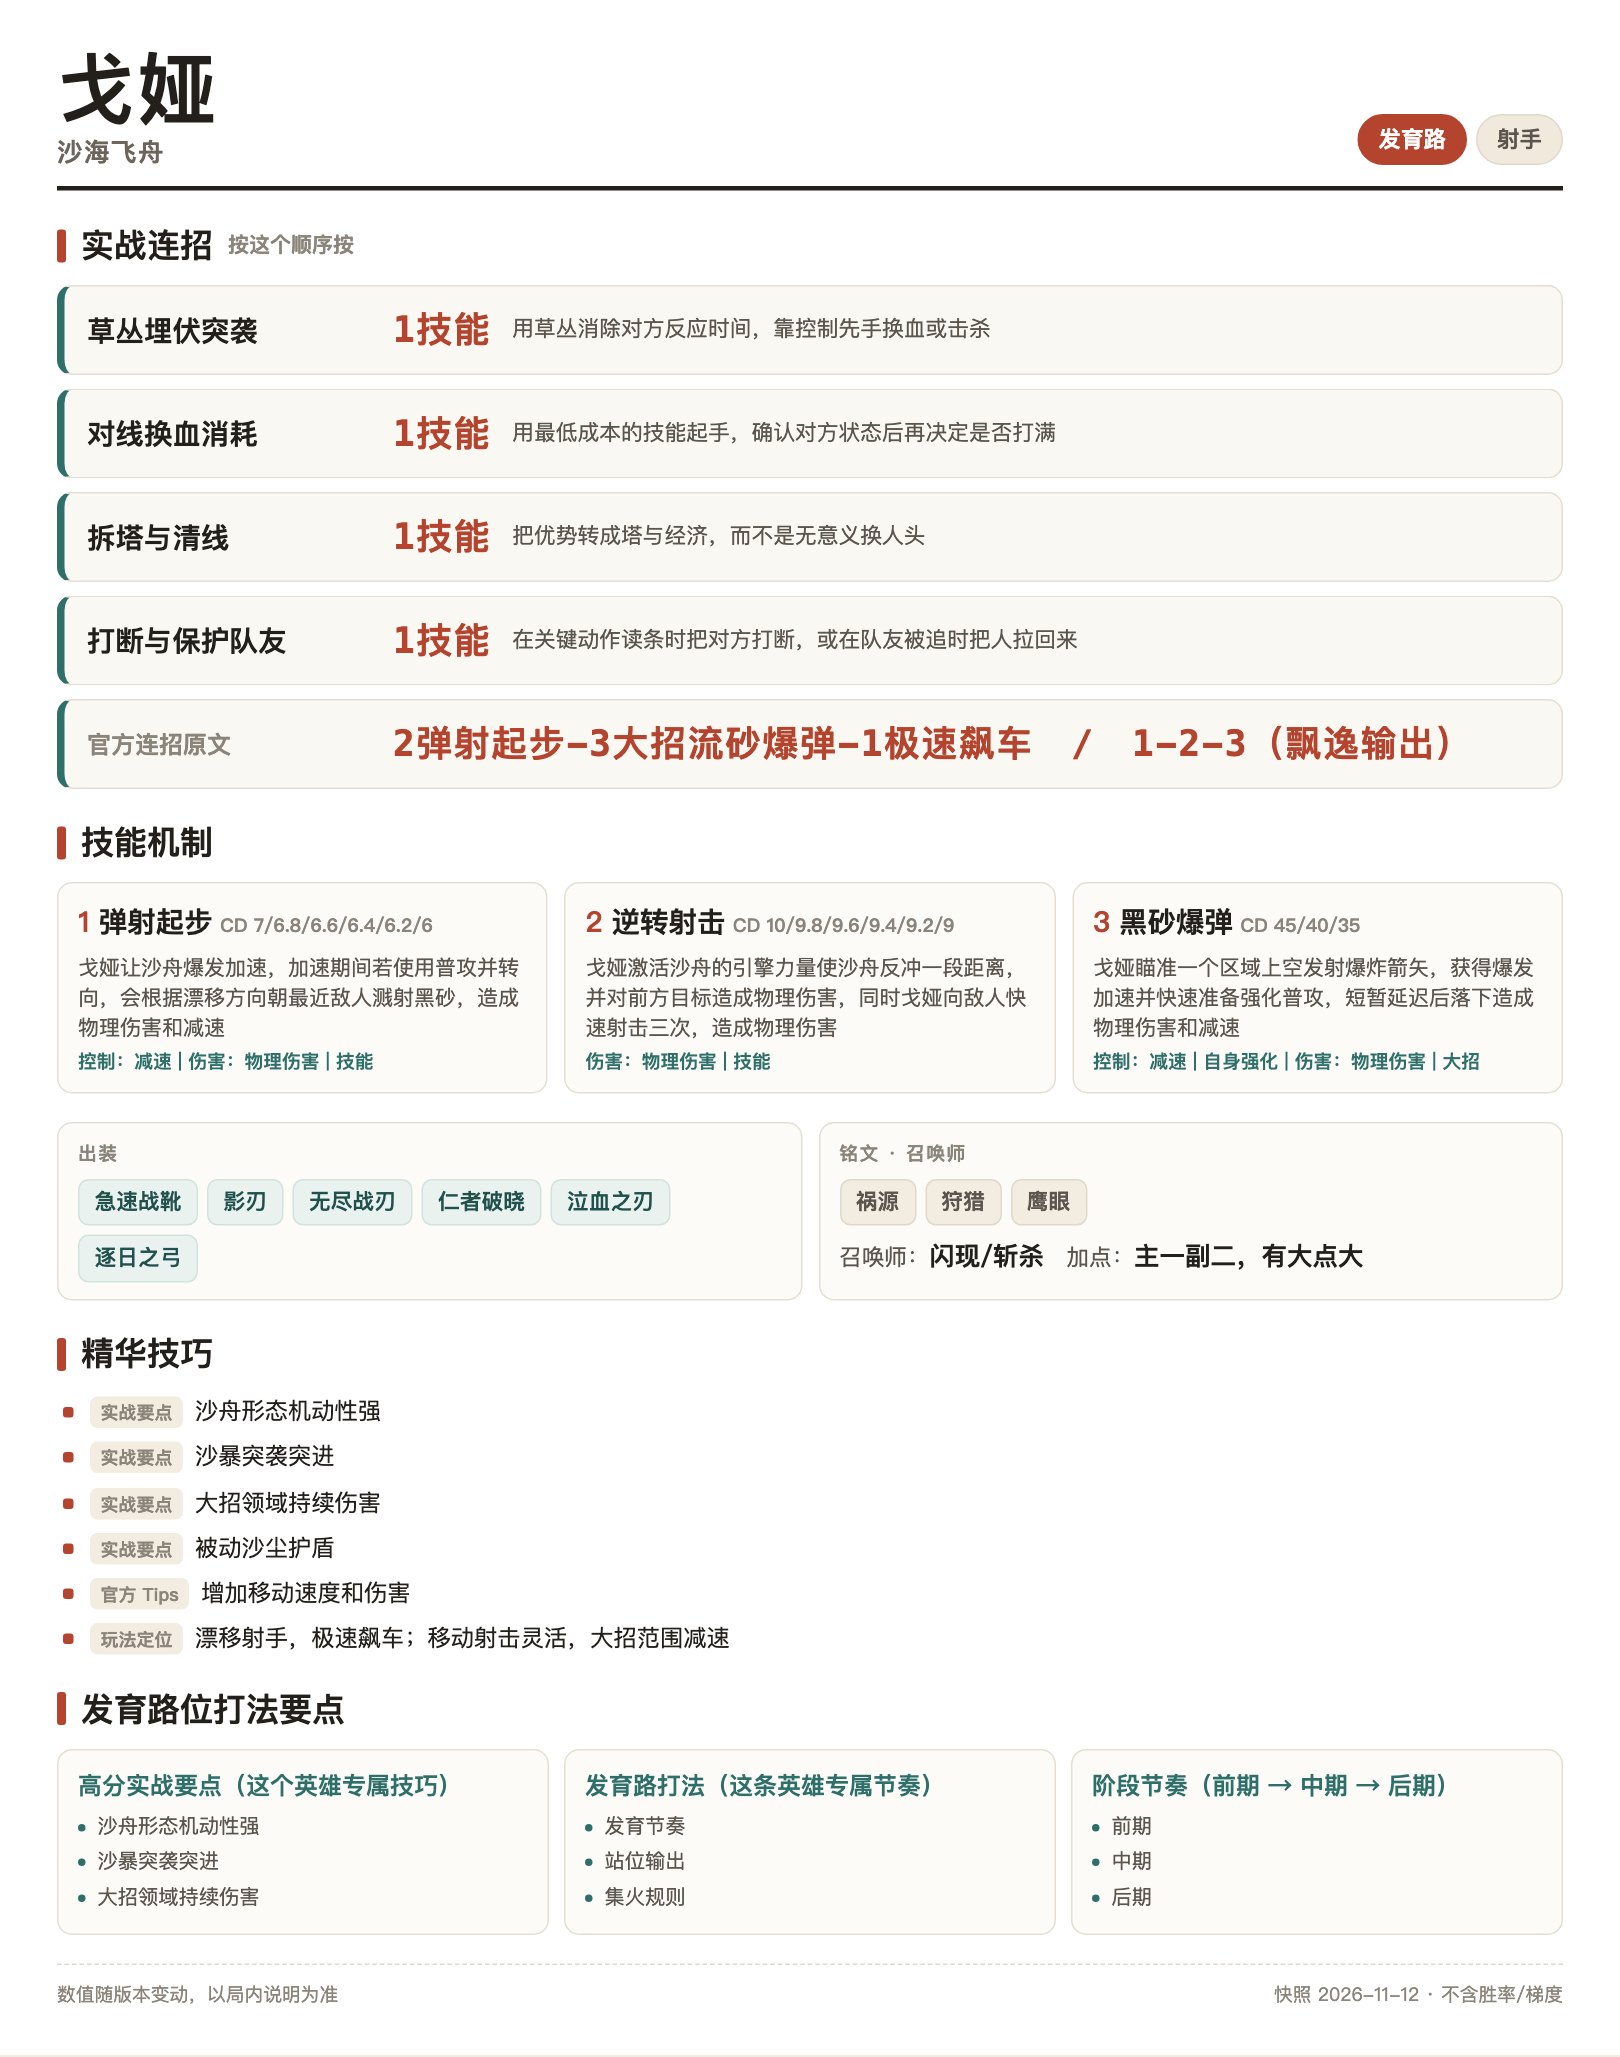 戈娅
沙海飞舟
发育路 射手
实战连招 按这个顺序按
草丛埋伏突袭 1技能 用草丛消除对方反应时间，靠控制先手换血或击杀
对线换血消耗 1技能 用最低成本的技能起手，确认对方状态后再决定是否打满
拆塔与清线 1技能 把优势转成塔与经济，而不是无意义换人头
打断与保护队友 1技能 在关键动作读条时把对方打断，或在队友被追时把人拉回来
官方连招原文 2弹射起步–3大招流砂爆弹–1极速飙车 / 1–2–3（飘逸输出）
技能机制
1 弹射起步 CD 7/6.8/6.6/6.4/6.2/6
戈娅让沙舟爆发加速，加速期间若使用普攻并转
向，会根据漂移方向朝最近敌人溅射黑砂，造成
物理伤害和减速
控制：减速 | 伤害：物理伤害 | 技能
2 逆转射击 CD 10/9.8/9.6/9.4/9.2/9
戈娅激活沙舟的引擎力量使沙舟反冲一段距离，
并对前方目标造成物理伤害，同时戈娅向敌人快
速射击三次，造成物理伤害
伤害：物理伤害 | 技能
3 黑砂爆弹 CD 45/40/35
戈娅瞄准一个区域上空发射爆炸箭矢，获得爆发
加速并快速准备强化普攻，短暂延迟后落下造成
物理伤害和减速
控制：减速 | 自身强化 | 伤害：物理伤害 | 大招
出装
急速战靴 影刃 无尽战刃 仁者破晓 泣血之刃
逐日之弓
铭文 · 召唤师
祸源 狩猎 鹰眼
召唤师：闪现/斩杀 加点：主一副二，有大点大
精华技巧
实战要点 沙舟形态机动性强
实战要点 沙暴突袭突进
实战要点 大招领域持续伤害
实战要点 被动沙尘护盾
官方 Tips 增加移动速度和伤害
玩法定位 漂移射手，极速飙车；移动射击灵活，大招范围减速
发育路位打法要点
高分实战要点（这个英雄专属技巧）
沙舟形态机动性强
沙暴突袭突进
大招领域持续伤害
发育路打法（这条英雄专属节奏）
发育节奏
站位输出
集火规则
阶段节奏（前期 → 中期 → 后期）
前期
中期
后期
数值随版本变动，以局内说明为准
快照 2026–11–12 · 不含胜率/梯度